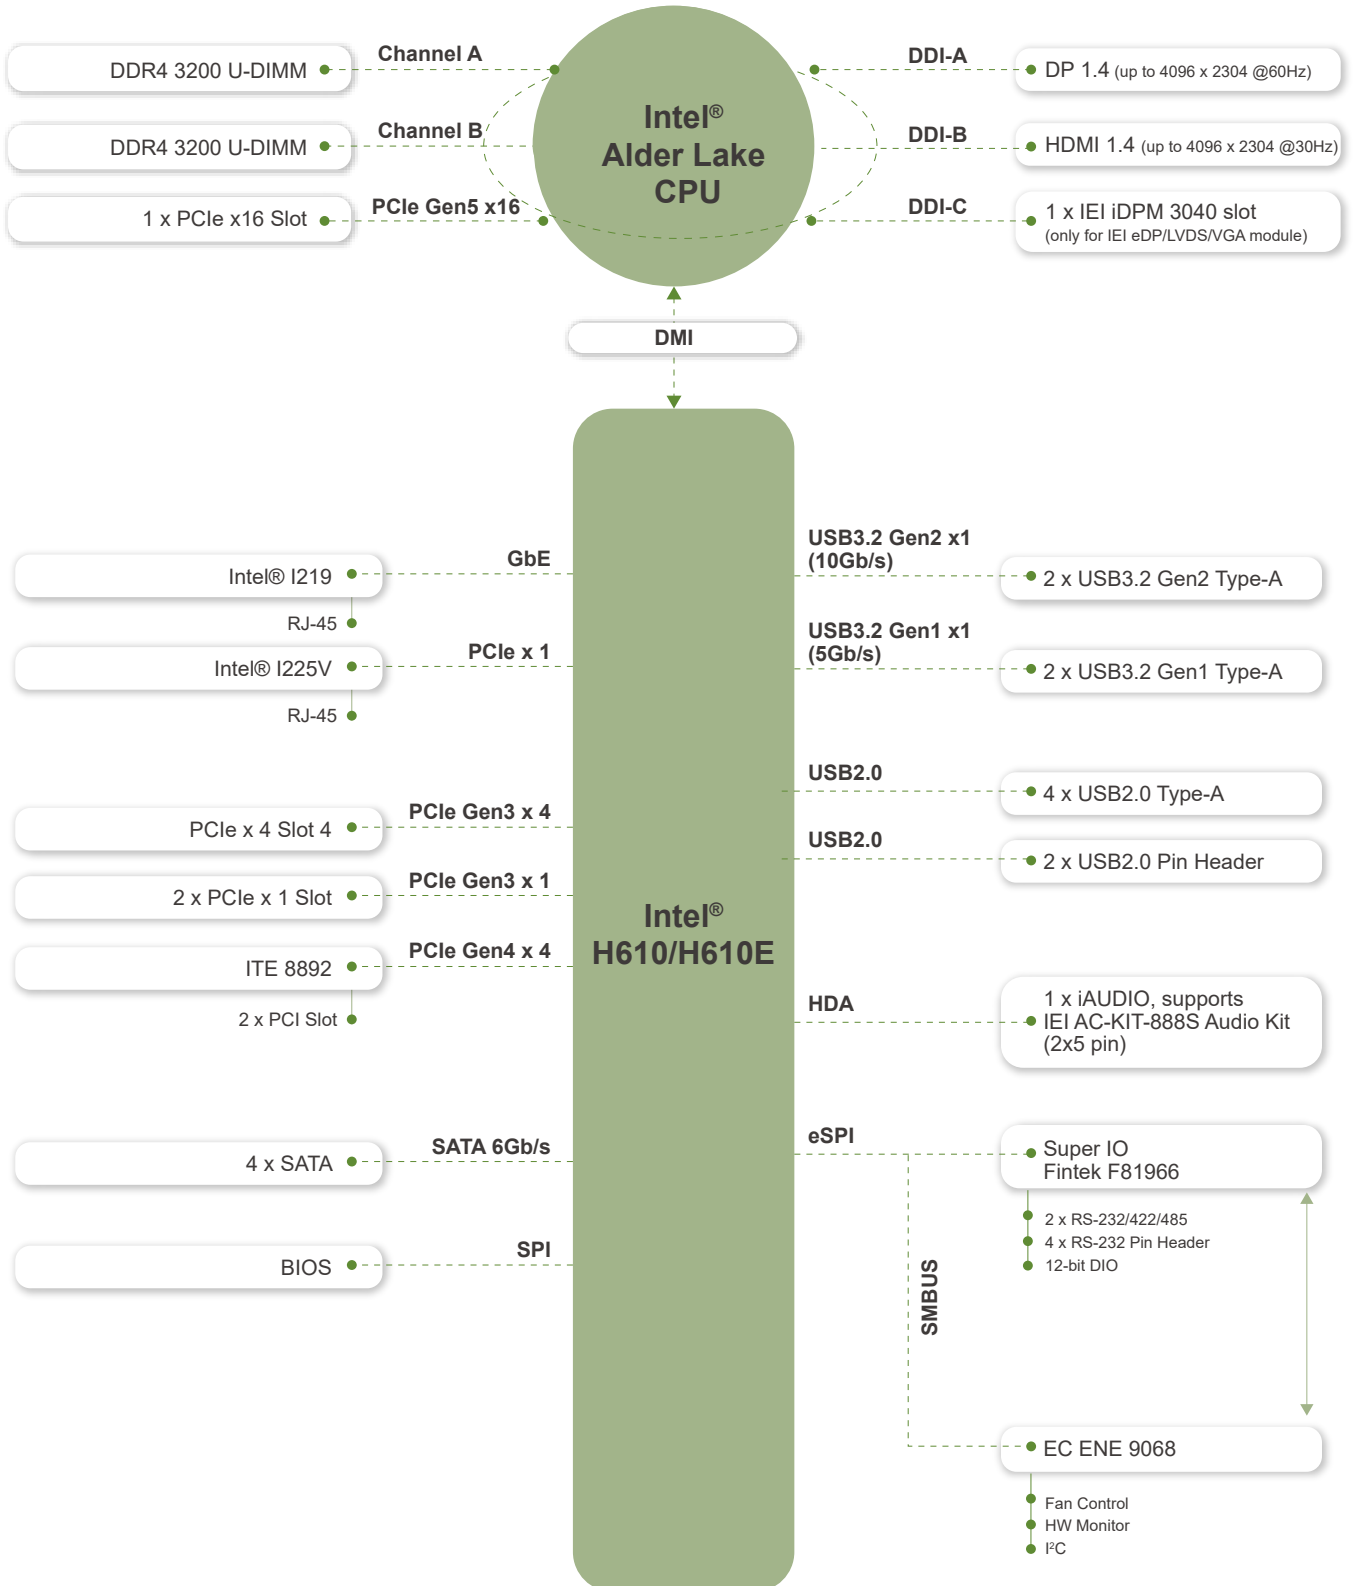 Channel A
DDR4 3200 U-DIMM
Channel B
DDR4 3200 U-DIMM
PCIe Gen5 x16
1 x PCIe x16 Slot
Intel®
Alder Lake
CPU
DDI-A
DP 1.4 (up to 4096 x 2304 @60Hz)
DDI-B
HDMI 1.4 (up to 4096 x 2304 @30Hz)
DDI-C
1 x IEI iDPM 3040 slot
(only for IEI eDP/LVDS/VGA module)
DMI
GbE
Intel® I219
RJ-45
PCIe x 1
Intel® I225V
RJ-45
PCIe Gen3 x 4
PCIe x 4 Slot 4
PCIe Gen3 x 1
2 x PCIe x 1 Slot
PCIe Gen4 x 4
ITE 8892
2 x PCI Slot
SATA 6Gb/s
4 x SATA
SPI
BIOS
Intel®
H610/H610E
USB3.2 Gen2 x1
(10Gb/s)
2 x USB3.2 Gen2 Type-A
USB3.2 Gen1 x1
(5Gb/s)
2 x USB3.2 Gen1 Type-A
USB2.0
4 x USB2.0 Type-A
USB2.0
2 x USB2.0 Pin Header
HDA
1 x iAUDIO, supports
IEI AC-KIT-888S Audio Kit
(2x5 pin)
eSPI
Super IO
Fintek F81966
2 x RS-232/422/485
4 x RS-232 Pin Header
12-bit DIO
SMBUS
EC ENE 9068
Fan Control
HW Monitor
I²C